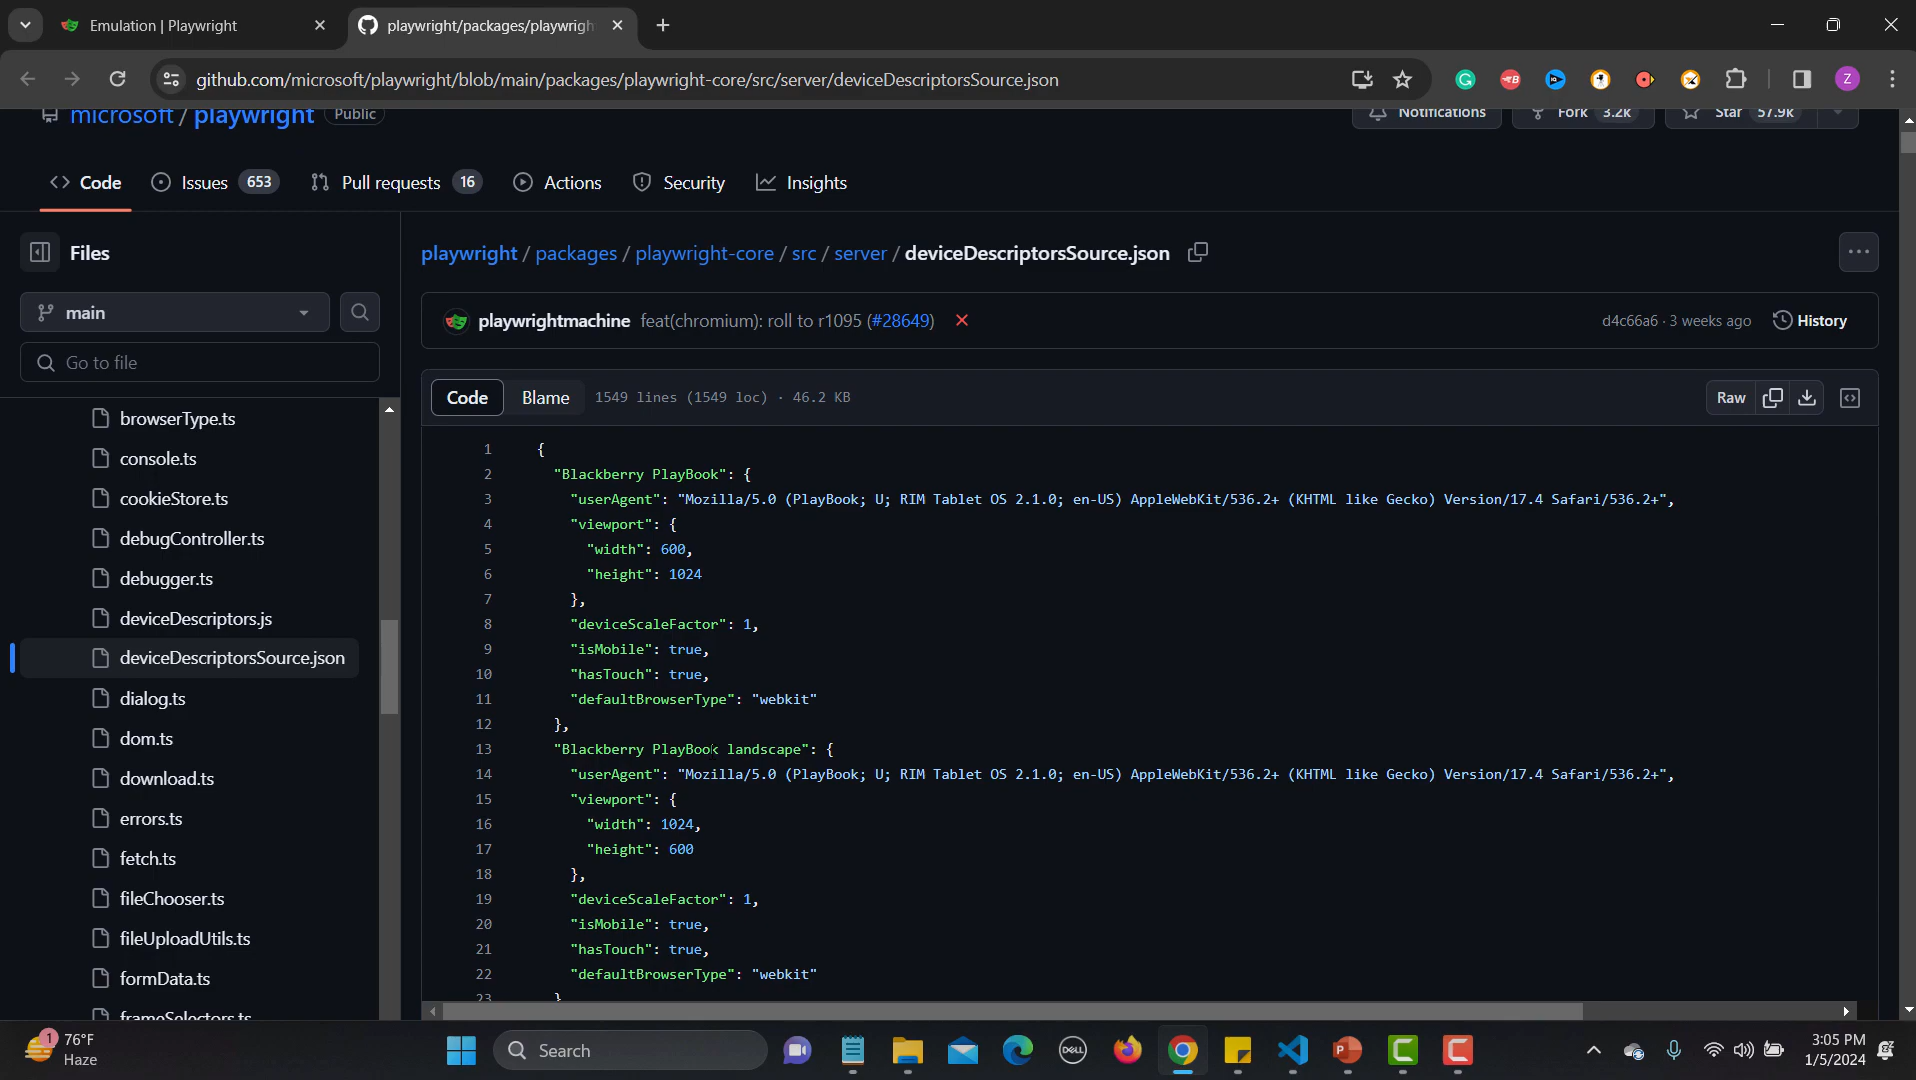 Emulation | Playwright
playwright/packages/playwrigh
github.com/microsoft/playwright/blob/main/packages/playwright-core/src/server/deviceDescriptorsSource.json
Z
microsoft / playwright Public
Notifications
Fork 3.2k
Star 57.9k
Code
Issues 653
Pull requests 16
Actions
Security
Insights
Files
main
Go to file
browserType.ts
console.ts
cookieStore.ts
debugController.ts
debugger.ts
deviceDescriptors.js
deviceDescriptorsSource.json
dialog.ts
dom.ts
download.ts
errors.ts
fetch.ts
fileChooser.ts
fileUploadUtils.ts
formData.ts
frameSelectors.ts
playwright / packages / playwright-core / src / server / deviceDescriptorsSource.json
playwrightmachine feat(chromium): roll to r1095 (#28649)
d4c66a6 · 3 weeks ago
History
Code
Blame
1549 lines (1549 loc) · 46.2 KB
Raw
1 {
2 "Blackberry PlayBook": {
3 "userAgent": "Mozilla/5.0 (PlayBook; U; RIM Tablet OS 2.1.0; en-US) AppleWebKit/536.2+ (KHTML like Gecko) Version/17.4 Safari/536.2+",
4 "viewport": {
5 "width": 600,
6 "height": 1024
7 },
8 "deviceScaleFactor": 1,
9 "isMobile": true,
10 "hasTouch": true,
11 "defaultBrowserType": "webkit"
12 },
13 "Blackberry PlayBook landscape": {
14 "userAgent": "Mozilla/5.0 (PlayBook; U; RIM Tablet OS 2.1.0; en-US) AppleWebKit/536.2+ (KHTML like Gecko) Version/17.4 Safari/536.2+",
15 "viewport": {
16 "width": 1024,
17 "height": 600
18 },
19 "deviceScaleFactor": 1,
20 "isMobile": true,
21 "hasTouch": true,
22 "defaultBrowserType": "webkit"
23 }
1
76°F
Haze
Search
DELL
3:05 PM
1/5/2024